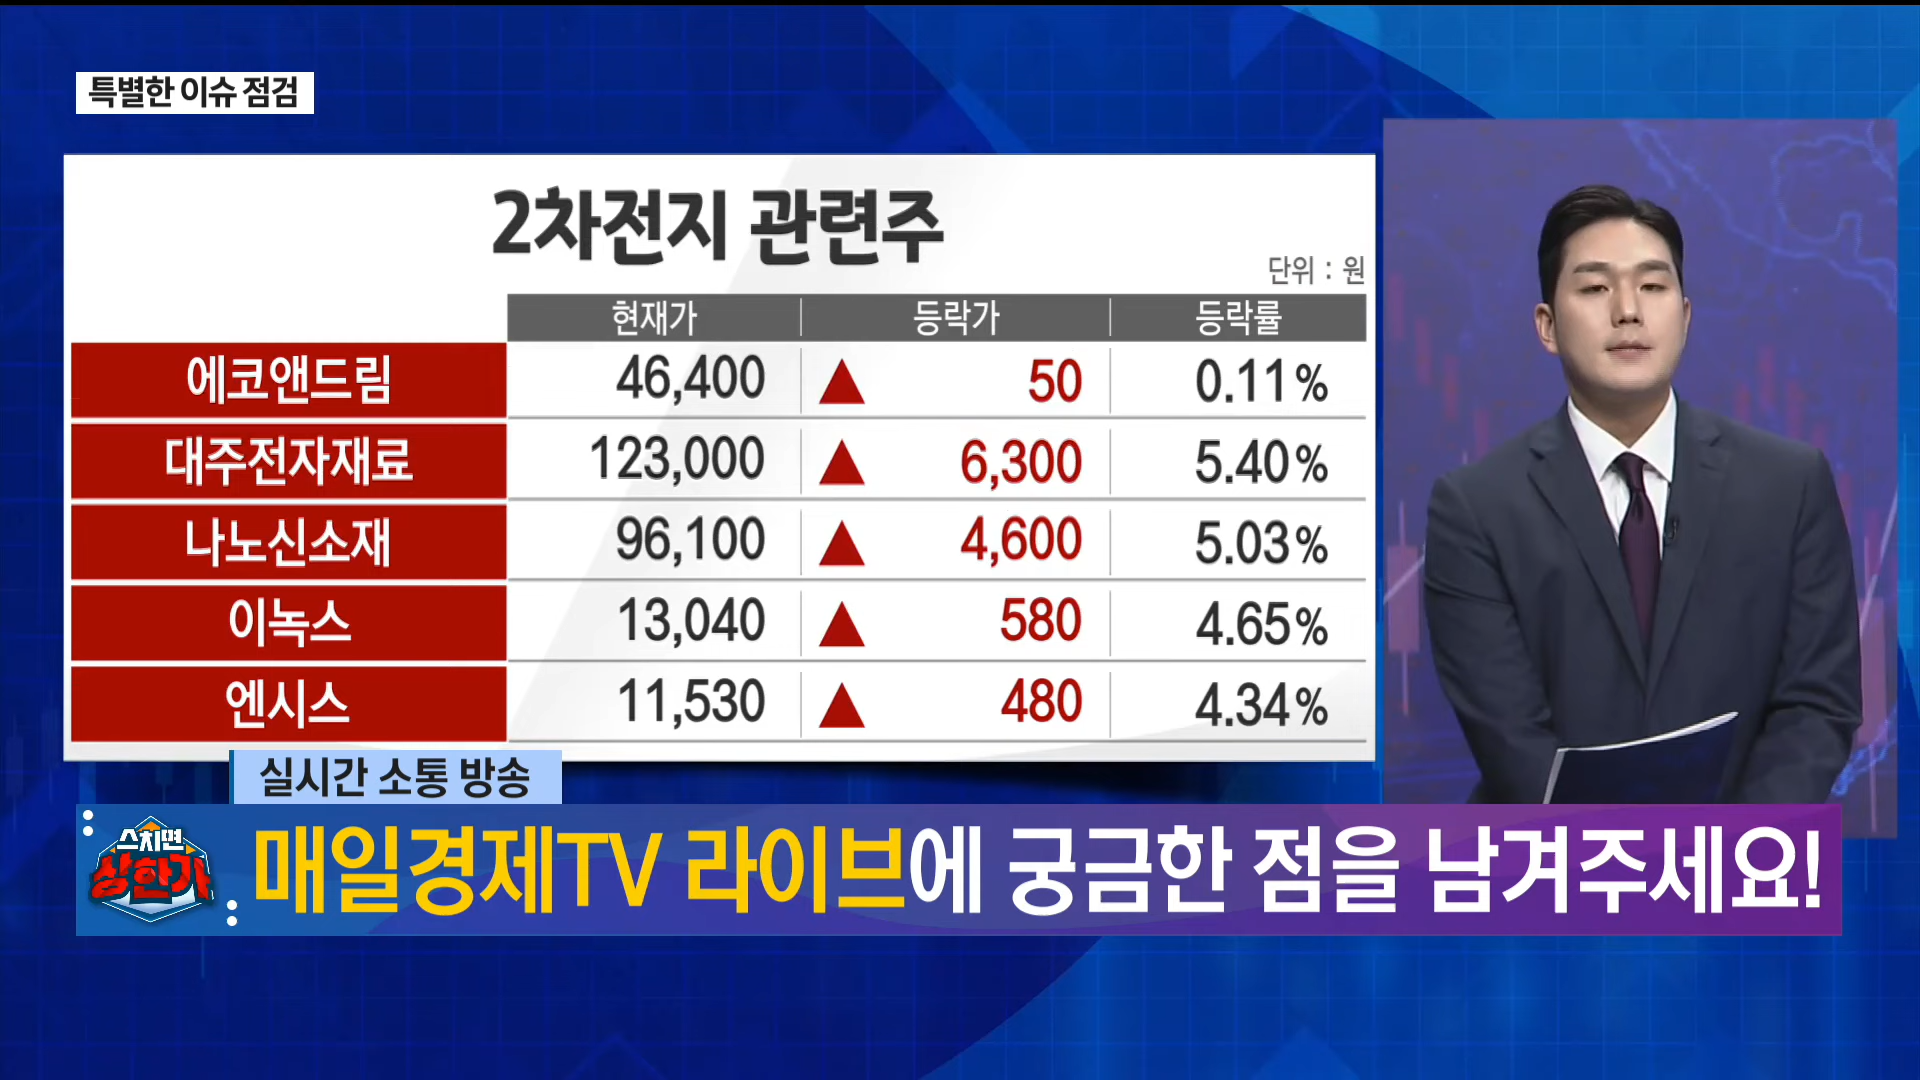 특별한 이슈 점검
2차전지 관련주
단위 : 원
현재가 등락가 등락률
에코앤드림 46,400 ▲ 50 0.11%
대주전자재료 123,000 ▲ 6,300 5.40%
나노신소재 96,100 ▲ 4,600 5.03%
이녹스 13,040 ▲ 580 4.65%
엔시스 11,530 ▲ 480 4.34%
실시간 소통 방송
스치면
상한가
매일경제TV 라이브에 궁금한 점을 남겨주세요!